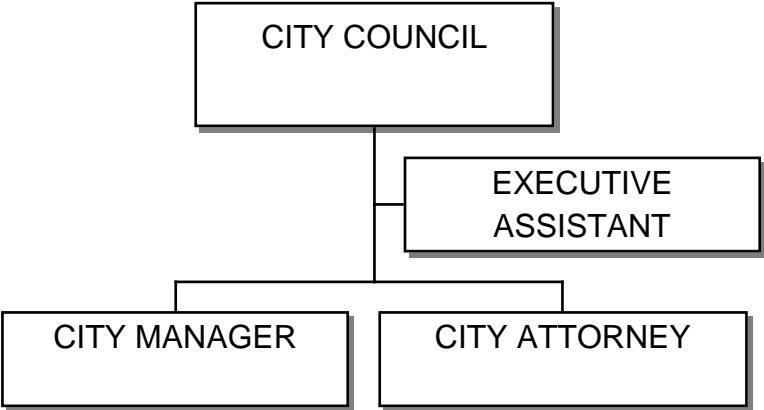 CITY COUNCIL
EXECUTIVE
ASSISTANT
CITY MANAGER
CITY ATTORNEY